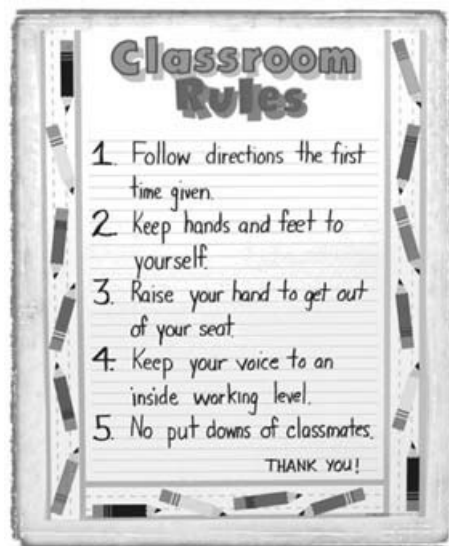 Classroom
Rules
1. Follow directions the first
time given.
2. Keep hands and feet to
yourself.
3. Raise your hand to get out
of your seat
4. Keep your voice to an
inside working level.
5. No put downs of classmates.
THANK YOU!